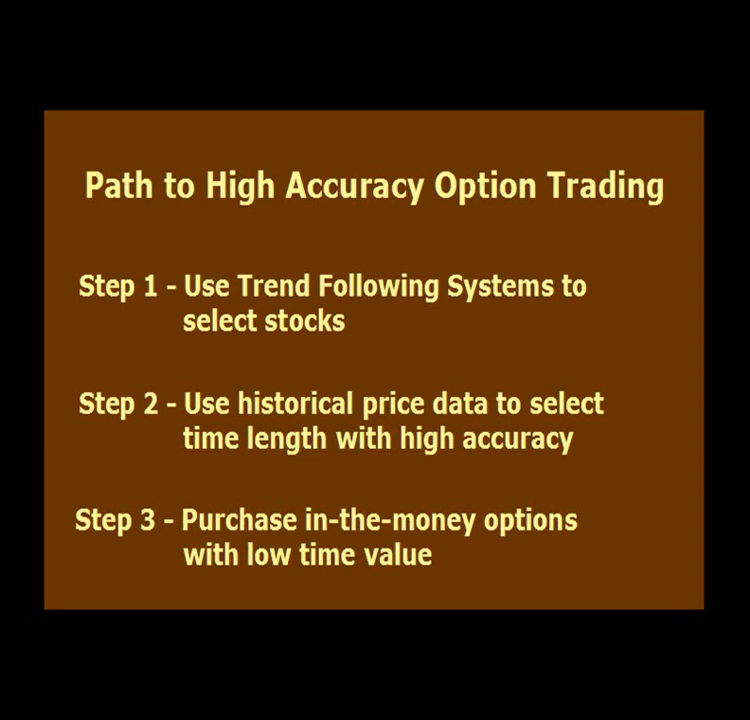 Path to High Accuracy Option Trading
Step 1 - Use Trend Following Systems to
select stocks
Step 2 - Use historical price data to select
time length with high accuracy
Step 3 - Purchase in-the-money options
with low time value